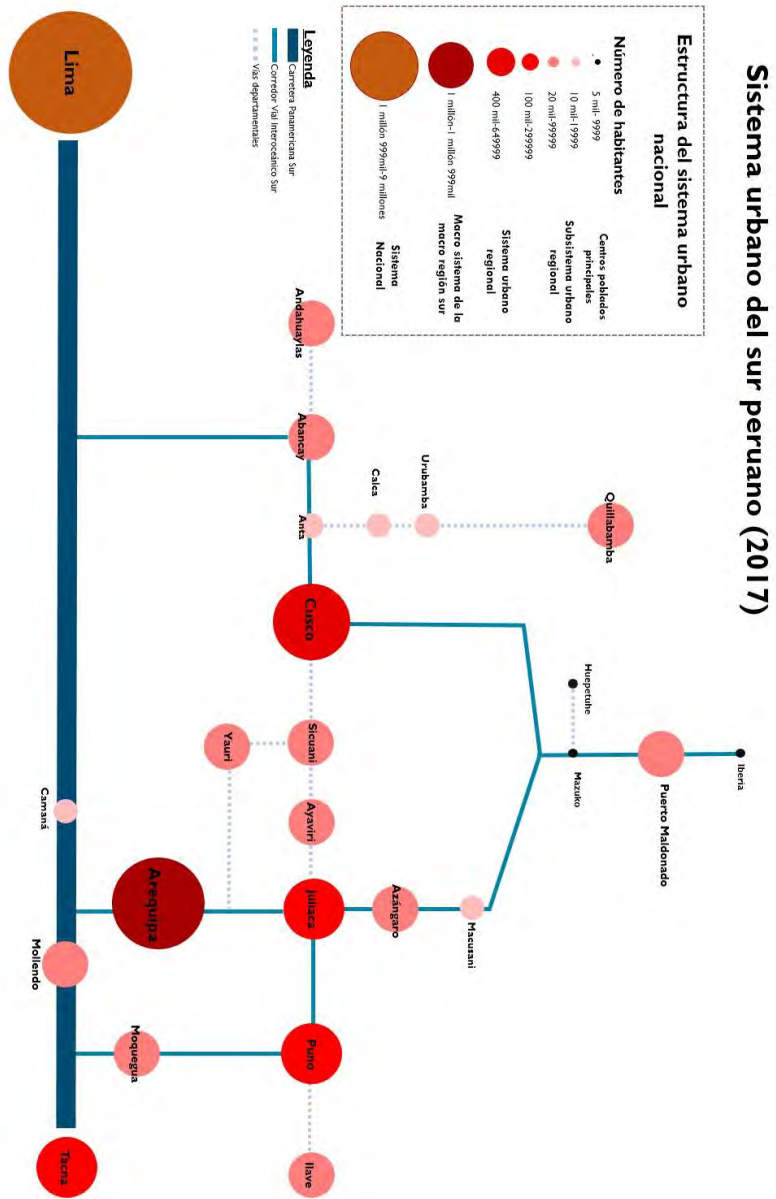 Sistema urbano del sur peruano (2017)
Estructura del sistema urbano
nacional
Número de habitantes
5 mil- 9999
10 mil-19999
20 mil-99999
100 mil-299999
400 mil-649999
1 millón-1 millón 999mil
1 millón 999mil-9 millones
Centros poblados
principales
Subsistema urbano
regional
Sistema urbano
regional
Macro sistema de la
macro región sur
Sistema
Nacional
Leyenda
Carretera Panamericana Sur
Corredor Vial Interoceánico Sur
Vías departamentales
Iberia
Puerto Maldonado
Quillabamba
Huepetuhe
Mazuko
Urubamba
Calca
Macusani
Azángaro
Andahuaylas
Abancay
Anta
Cusco
Sicuani
Ayaviri
Juliaca
Puno
Ilave
Yauri
Arequipa
Moquegua
Lima
Camaná
Mollendo
Tacna